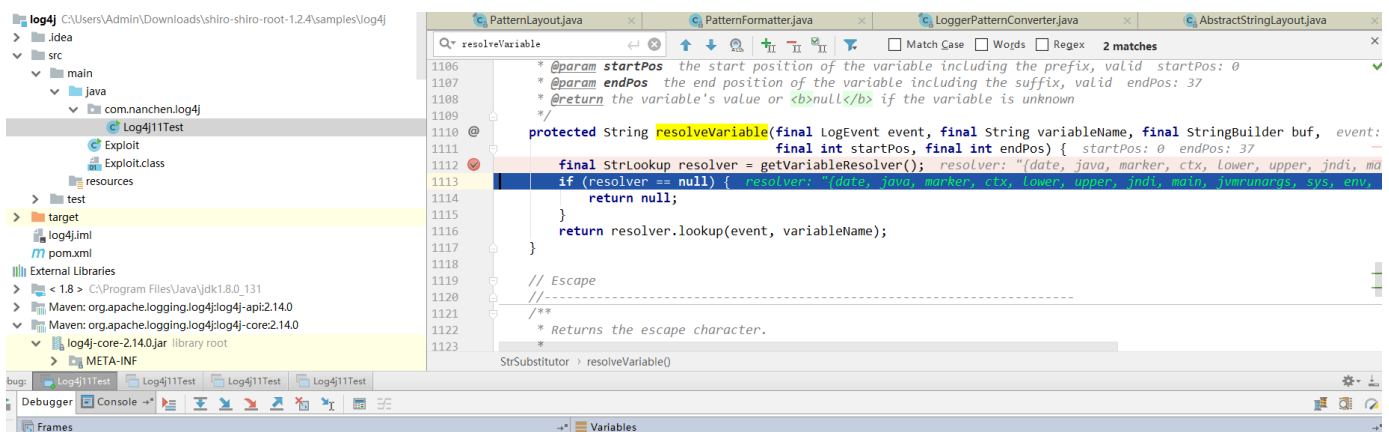 log4j C:\Users\Admin\Downloads\shiro-shiro-root-1.2.4\samples\log4j
.idea
src
main
java
com.nanchen.log4j
Log4j11Test
Exploit
Exploit.class
resources
test
target
log4j.iml
pom.xml
External Libraries
< 1.8 > C:\Program Files\Java\jdk1.8.0_131
Maven: org.apache.logging.log4j:log4j-api:2.14.0
Maven: org.apache.logging.log4j:log4j-core:2.14.0
log4j-core-2.14.0.jar library root
META-INF
PatternLayout.java PatternFormatter.java LoggerPatternConverter.java AbstractStringLayout.java
resolveVariable Match Case Words Regex 2 matches
1106 * @param startPos the start position of the variable including the prefix, valid startPos: 0
1107 * @param endPos the end position of the variable including the suffix, valid endPos: 37
1108 * @return the variable's value or <b>null</b> if the variable is unknown
1109 */
1110 @ protected String resolveVariable(final LogEvent event, final String variableName, final StringBuilder buf, event:
1111 final int startPos, final int endPos) { startPos: 0 endPos: 37
1112 final StrLookup resolver = getVariableResolver(); resolver: "{date, java, marker, ctx, lower, upper, jndi, ma
1113 if (resolver == null) { resolver: "{date, java, marker, ctx, lower, upper, jndi, main, jvmrunargs, sys, env,
1114 return null;
1115 }
1116 return resolver.lookup(event, variableName);
1117 }
1118
1119 // Escape
1120 //-----------------------------------------------------------------------
1121 /**
1122 * Returns the escape character.
1123 *
StrSubstitutor › resolveVariable()
bug: Log4j11Test Log4j11Test Log4j11Test Log4j11Test
Debugger Console
Frames Variables